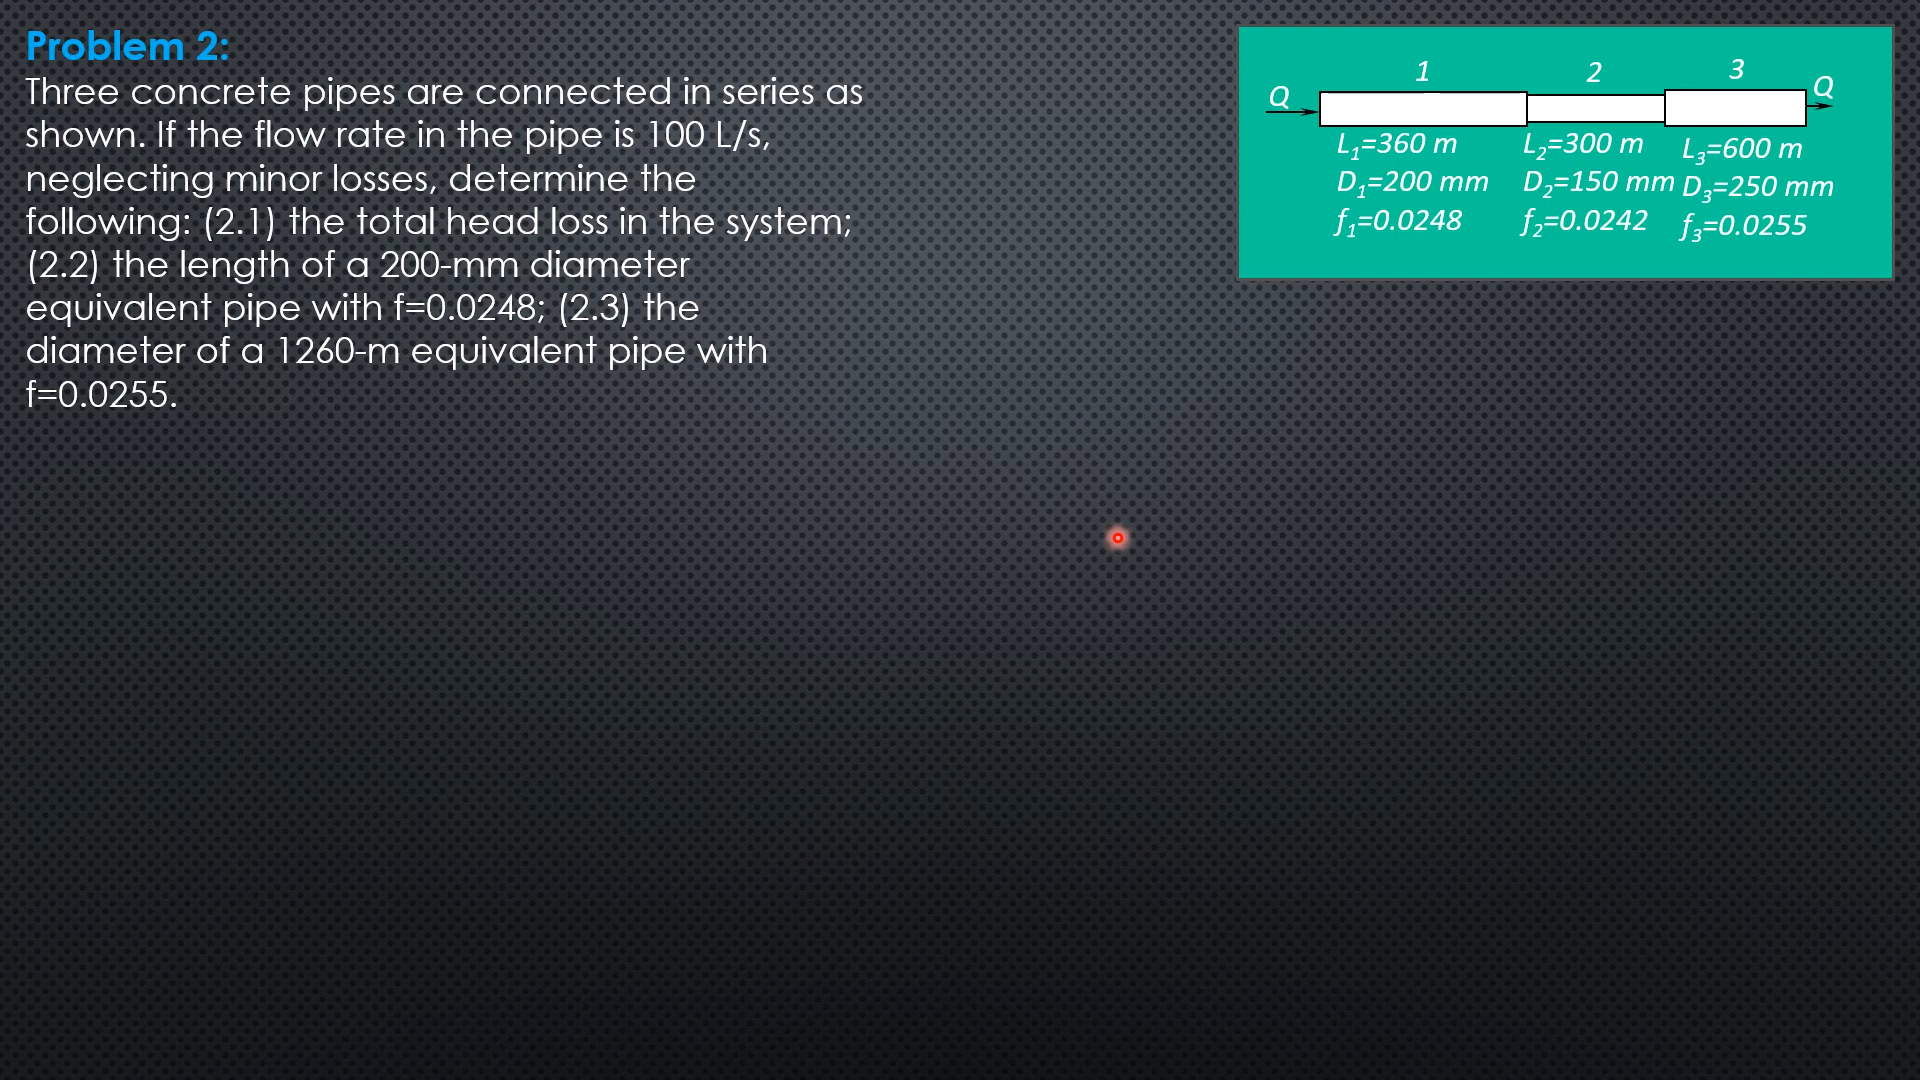 Problem 2:
Three concrete pipes are connected in series as
shown. If the flow rate in the pipe is 100 L/s,
neglecting minor losses, determine the
following: (2.1) the total head loss in the system;
(2.2) the length of a 200-mm diameter
equivalent pipe with f=0.0248; (2.3) the
diameter of a 1260-m equivalent pipe with
f=0.0255.
1 2 3
Q Q
L₁=360 m L₂=300 m L₃=600 m
D₁=200 mm D₂=150 mm D₃=250 mm
f₁=0.0248 f₂=0.0242 f₃=0.0255